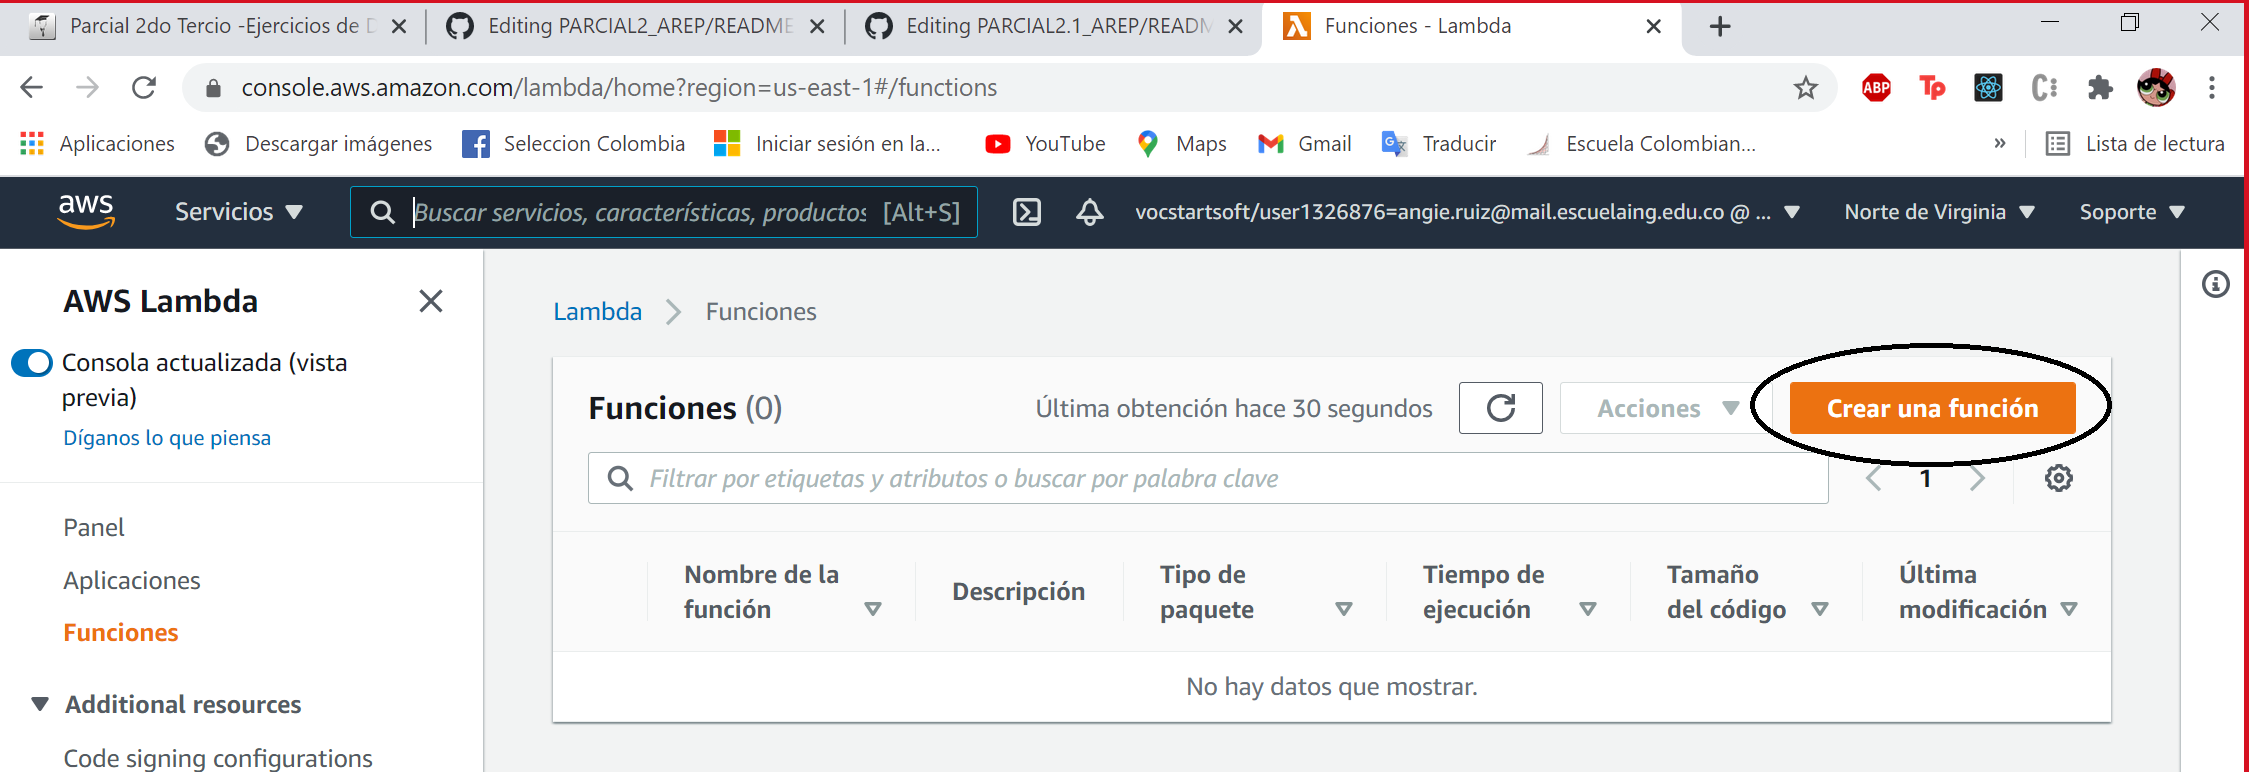 Parcial 2do Tercio -Ejercicios de D
Editing PARCIAL2_AREP/README
Editing PARCIAL2.1_AREP/READM
Funciones - Lambda
console.aws.amazon.com/lambda/home?region=us-east-1#/functions
ABP
Tp
Aplicaciones
Descargar imágenes
Seleccion Colombia
Iniciar sesión en la...
YouTube
Maps
Gmail
Traducir
Escuela Colombian...
»
Lista de lectura
aws
Servicios
Buscar servicios, características, productos [Alt+S]
vocstartsoft/user1326876=angie.ruiz@mail.escuelaing.edu.co @ ...
Norte de Virginia
Soporte
AWS Lambda
Consola actualizada (vista
previa)
Díganos lo que piensa
Panel
Aplicaciones
Funciones
Additional resources
Code signing configurations
Lambda > Funciones
Funciones (0)
Última obtención hace 30 segundos
Acciones
Crear una función
Filtrar por etiquetas y atributos o buscar por palabra clave
1
Nombre de la
función
Descripción
Tipo de
paquete
Tiempo de
ejecución
Tamaño
del código
Última
modificación
No hay datos que mostrar.